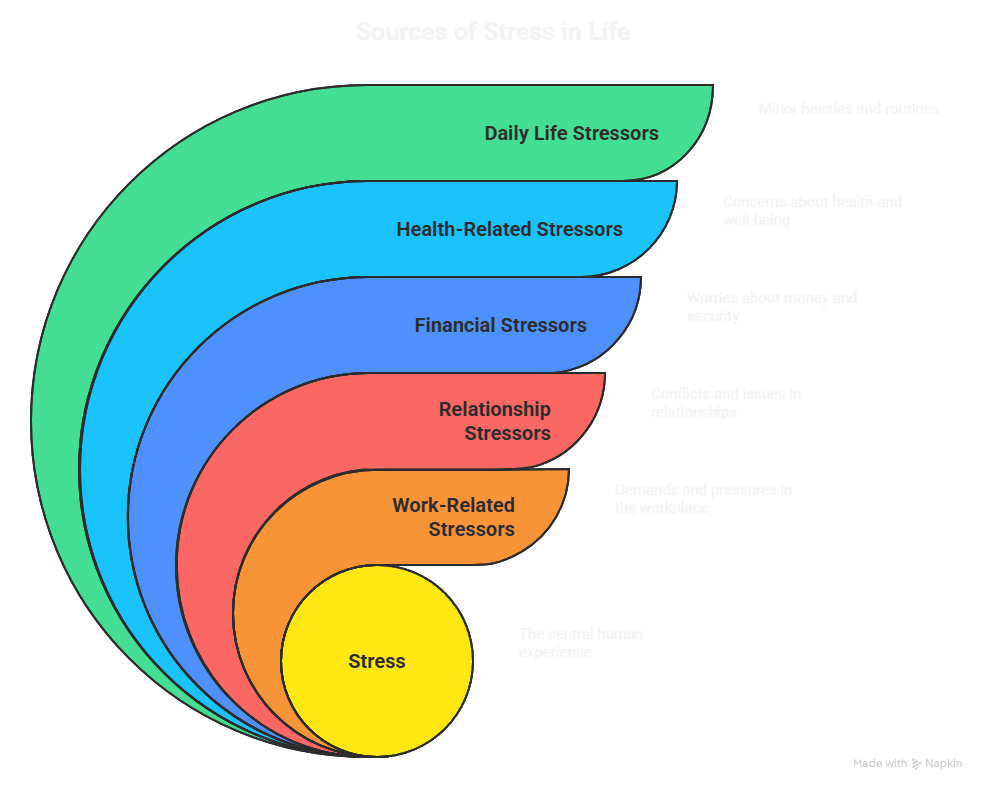 Sources of Stress in Life
Daily Life Stressors
Minor hassles and routines
Health-Related Stressors
Concerns about health and
well-being
Financial Stressors
Worries about money and
security
Relationship
Stressors
Conflicts and issues in
relationships
Work-Related
Stressors
Demands and pressures in
the workplace
Stress
The central human
experience
Made with Napkin